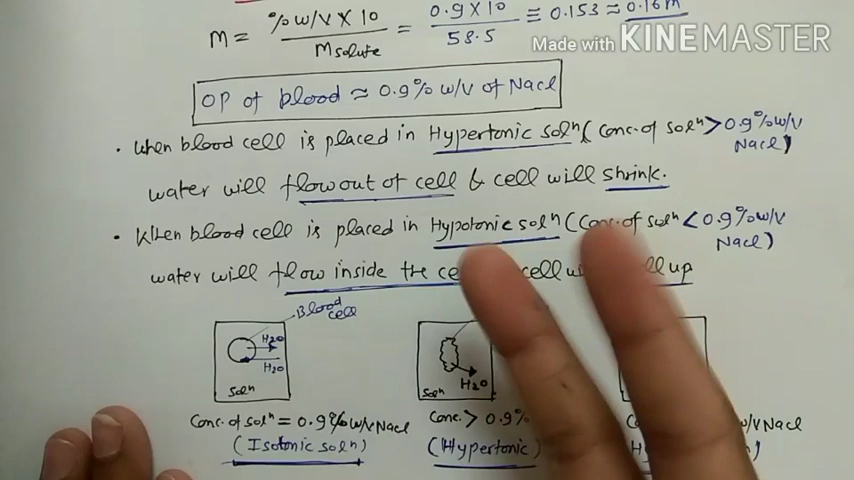 M = % w/v × 10 / Msolute = 0.9 × 10 / 58.5 ≅ 0.153 ≈ 0.16 M
Made with KINEMASTER
OP of blood ≈ 0.9% w/v of Nacl
• When blood cell is placed in Hypertonic solⁿ (conc. of solⁿ > 0.9% w/v Nacl)
water will flow out of cell & cell will shrink.
• When blood cell is placed in Hypotonic solⁿ (conc. of solⁿ < 0.9% w/v Nacl)
water will flow inside the cell up
Blood cell
H2O
H2O
solⁿ
H2O
solⁿ
Conc. of solⁿ = 0.9% w/v Nacl
(Isotonic solⁿ)
Conc. > 0.9%
(Hypertonic)
w/v Nacl